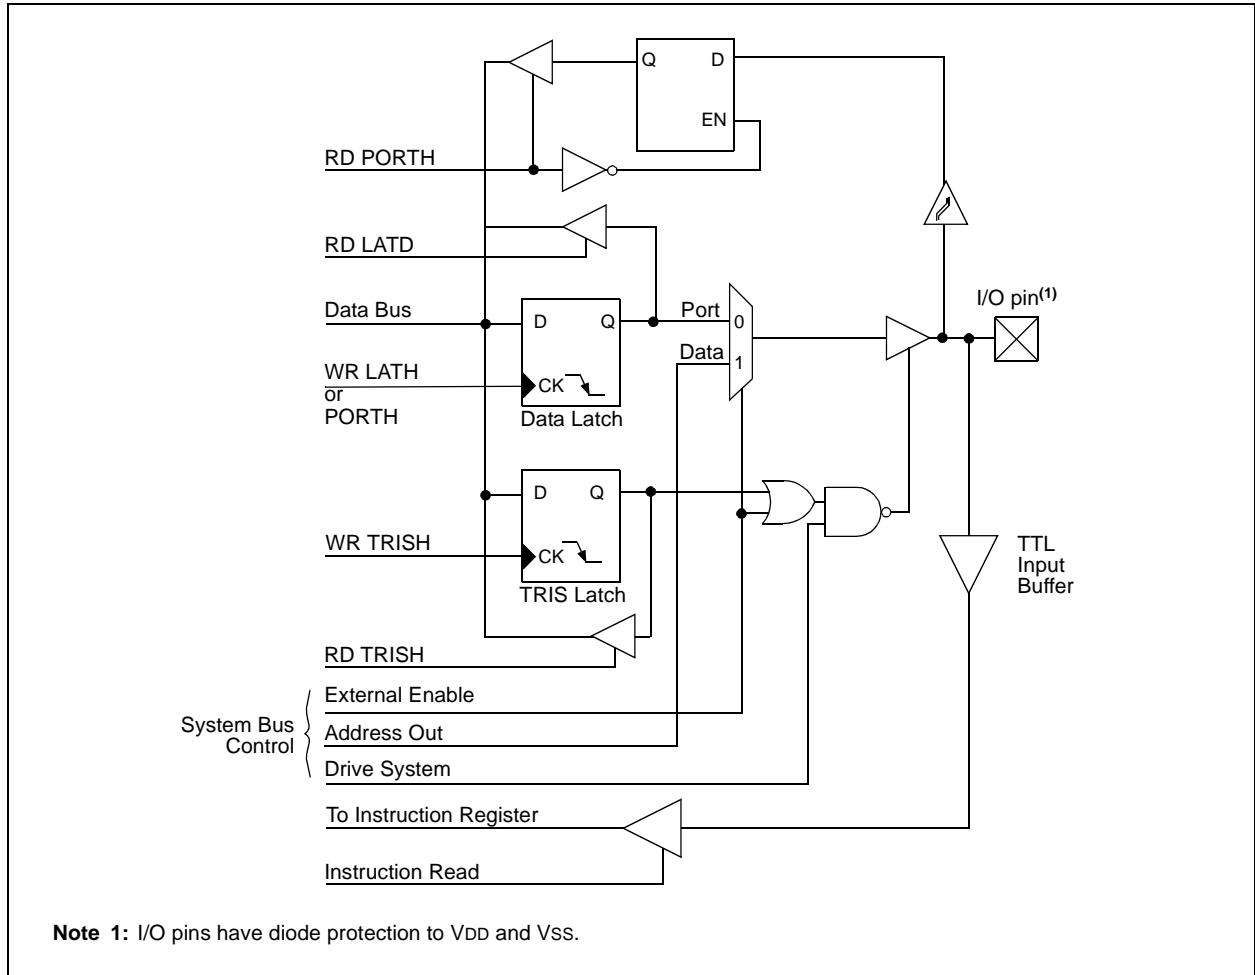 Q
D
EN
RD PORTH
RD LATD
I/O pin(1)
Data Bus
D
Q
Port
0
Data
1
WR LATH
or
PORTH
CK
Data Latch
D
Q
WR TRISH
CK
TTL
Input
Buffer
TRIS Latch
RD TRISH
External Enable
System Bus
Control
Address Out
Drive System
To Instruction Register
Instruction Read
Note 1: I/O pins have diode protection to VDD and VSS.